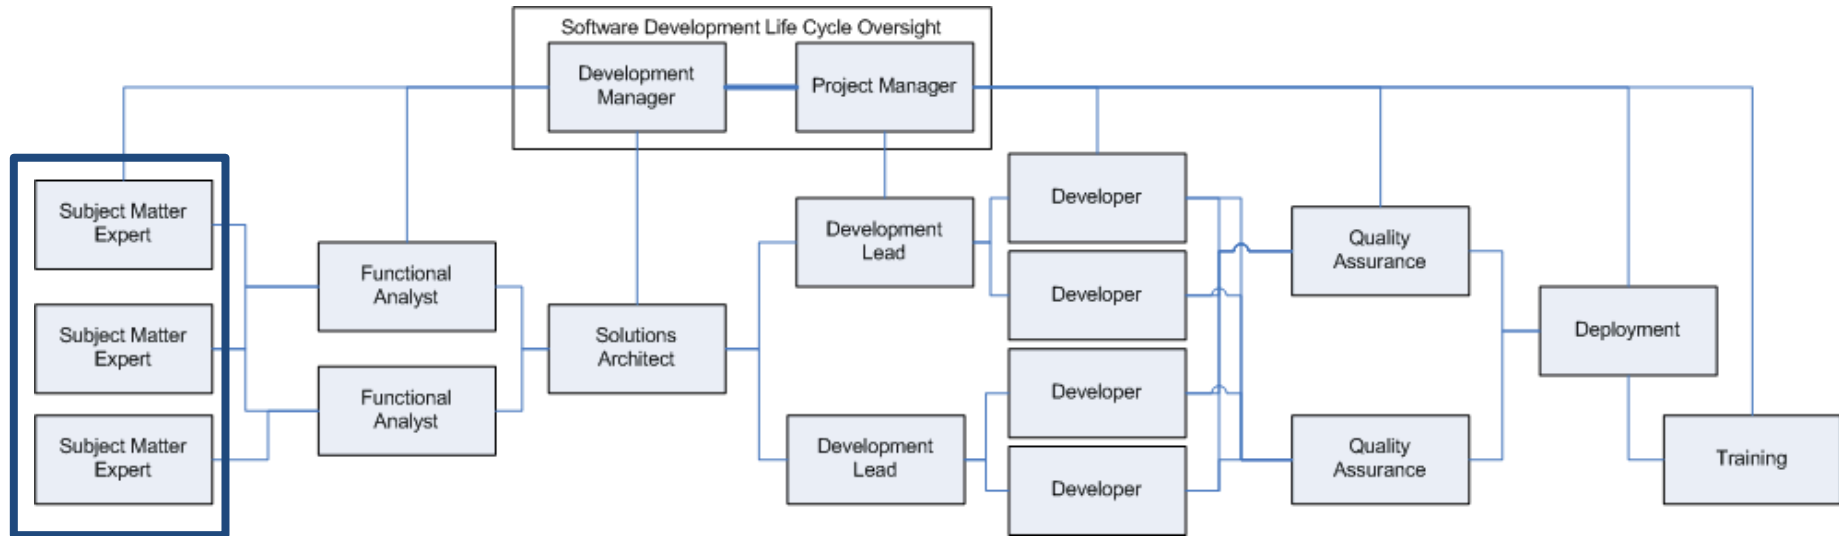 Software Development Life Cycle Oversight
Development
Manager
Project Manager
Subject Matter
Expert
Subject Matter
Expert
Subject Matter
Expert
Functional
Analyst
Functional
Analyst
Solutions
Architect
Development
Lead
Development
Lead
Developer
Developer
Developer
Developer
Quality
Assurance
Quality
Assurance
Deployment
Training